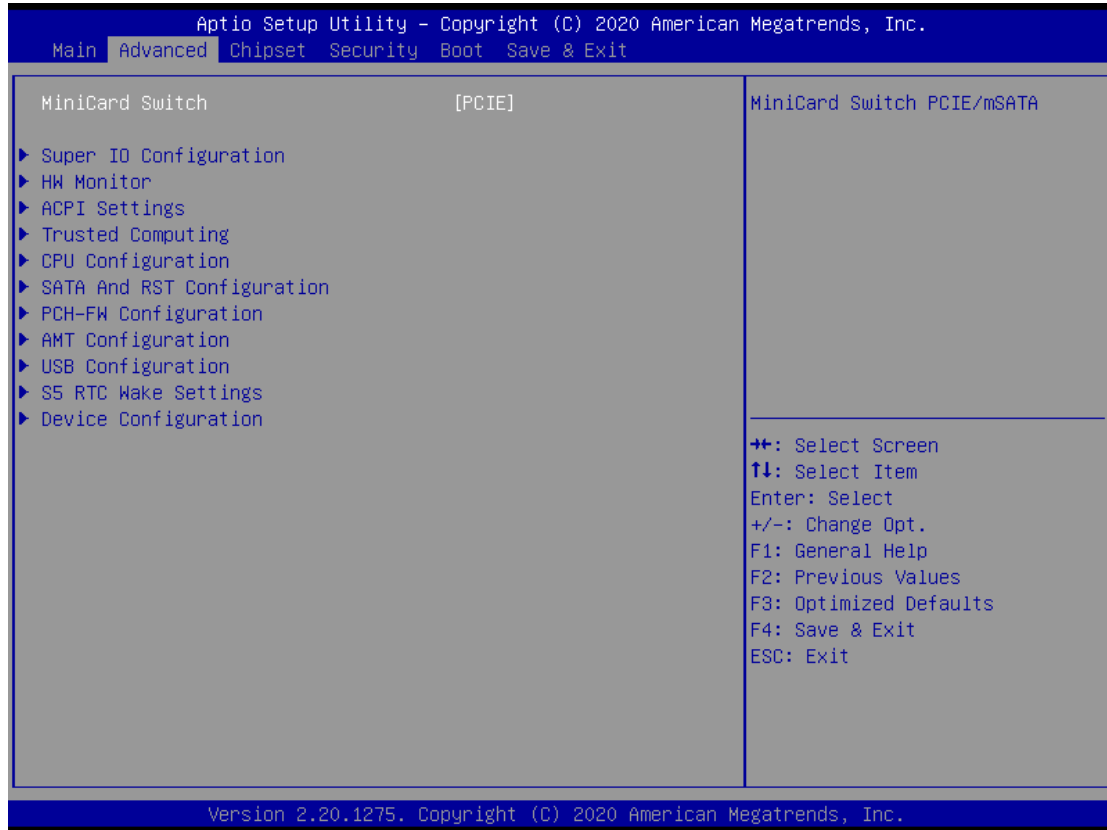 Aptio Setup Utility – Copyright (C) 2020 American Megatrends, Inc.
Main Advanced Chipset Security Boot Save & Exit
MiniCard Switch [PCIE]
▶ Super IO Configuration
▶ HW Monitor
▶ ACPI Settings
▶ Trusted Computing
▶ CPU Configuration
▶ SATA And RST Configuration
▶ PCH-FW Configuration
▶ AMT Configuration
▶ USB Configuration
▶ S5 RTC Wake Settings
▶ Device Configuration
MiniCard Switch PCIE/mSATA
→←: Select Screen
↑↓: Select Item
Enter: Select
+/-: Change Opt.
F1: General Help
F2: Previous Values
F3: Optimized Defaults
F4: Save & Exit
ESC: Exit
Version 2.20.1275. Copyright (C) 2020 American Megatrends, Inc.